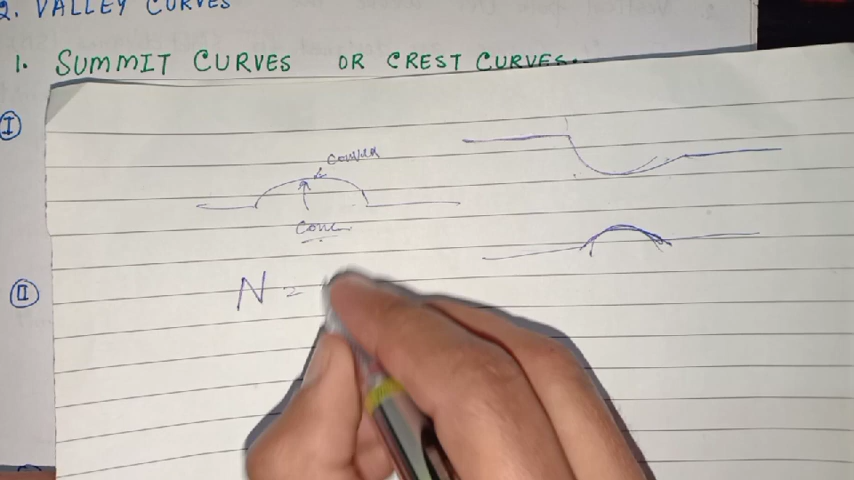 2. VALLEY CURVES
1. SUMMIT CURVES OR CREST CURVES.
I
convex
conc
II
N =